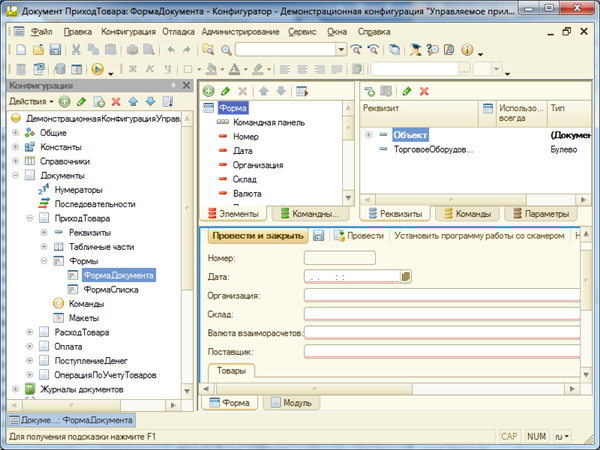 Документ ПриходТовара: ФормаДокумента - Конфигуратор - Демонстрационная конфигурация "Управляемое прил...
Файл Правка Конфигурация Отладка Администрирование Сервис Окна Справка
Конфигурация
Действия
ДемонстрационнаяКонфигурацияУправ...
Общие
Константы
Справочники
Документы
Нумераторы
Последовательности
ПриходТовара
Реквизиты
Табличные части
Формы
ФормаДокумента
ФормаСписка
Команды
Макеты
РасходТовара
Оплата
ПоступлениеДенег
ОперацияПоУчетуТоваров
Журналы документов
Форма
Командная панель
Номер
Дата
Организация
Склад
Валюта
Элементы Командны...
Реквизит Использо... всегда Тип
Объект (Докумен
ТорговоеОборудов... Булево
Реквизиты Команды Параметры
Провести и закрыть Провести Установить программу работы со сканером
Номер:
Дата: . . : :
Организация:
Склад:
Валюта взаиморасчетов:
Поставщик:
Товары
Форма Модуль
Докуме...: ФормаДокумента
Для получения подсказки нажмите F1 CAP NUM ru